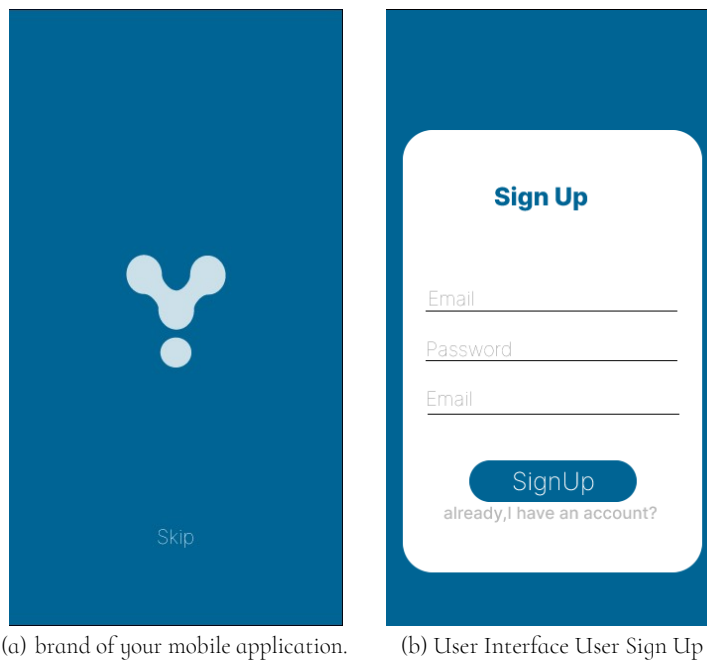 Skip
(a) brand of your mobile application.
Sign Up
Email
Password
Email
SignUp
already,I have an account?
(b) User Interface User Sign Up